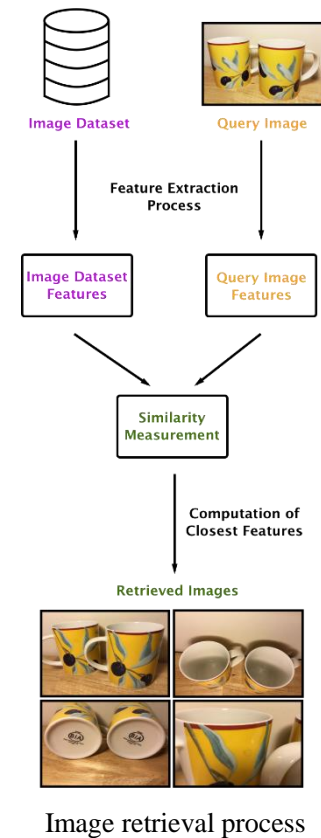 Image Dataset
Query Image
Feature Extraction
Process
Image Dataset
Features
Query Image
Features
Similarity
Measurement
Computation of
Closest Features
Retrieved Images
Image retrieval process